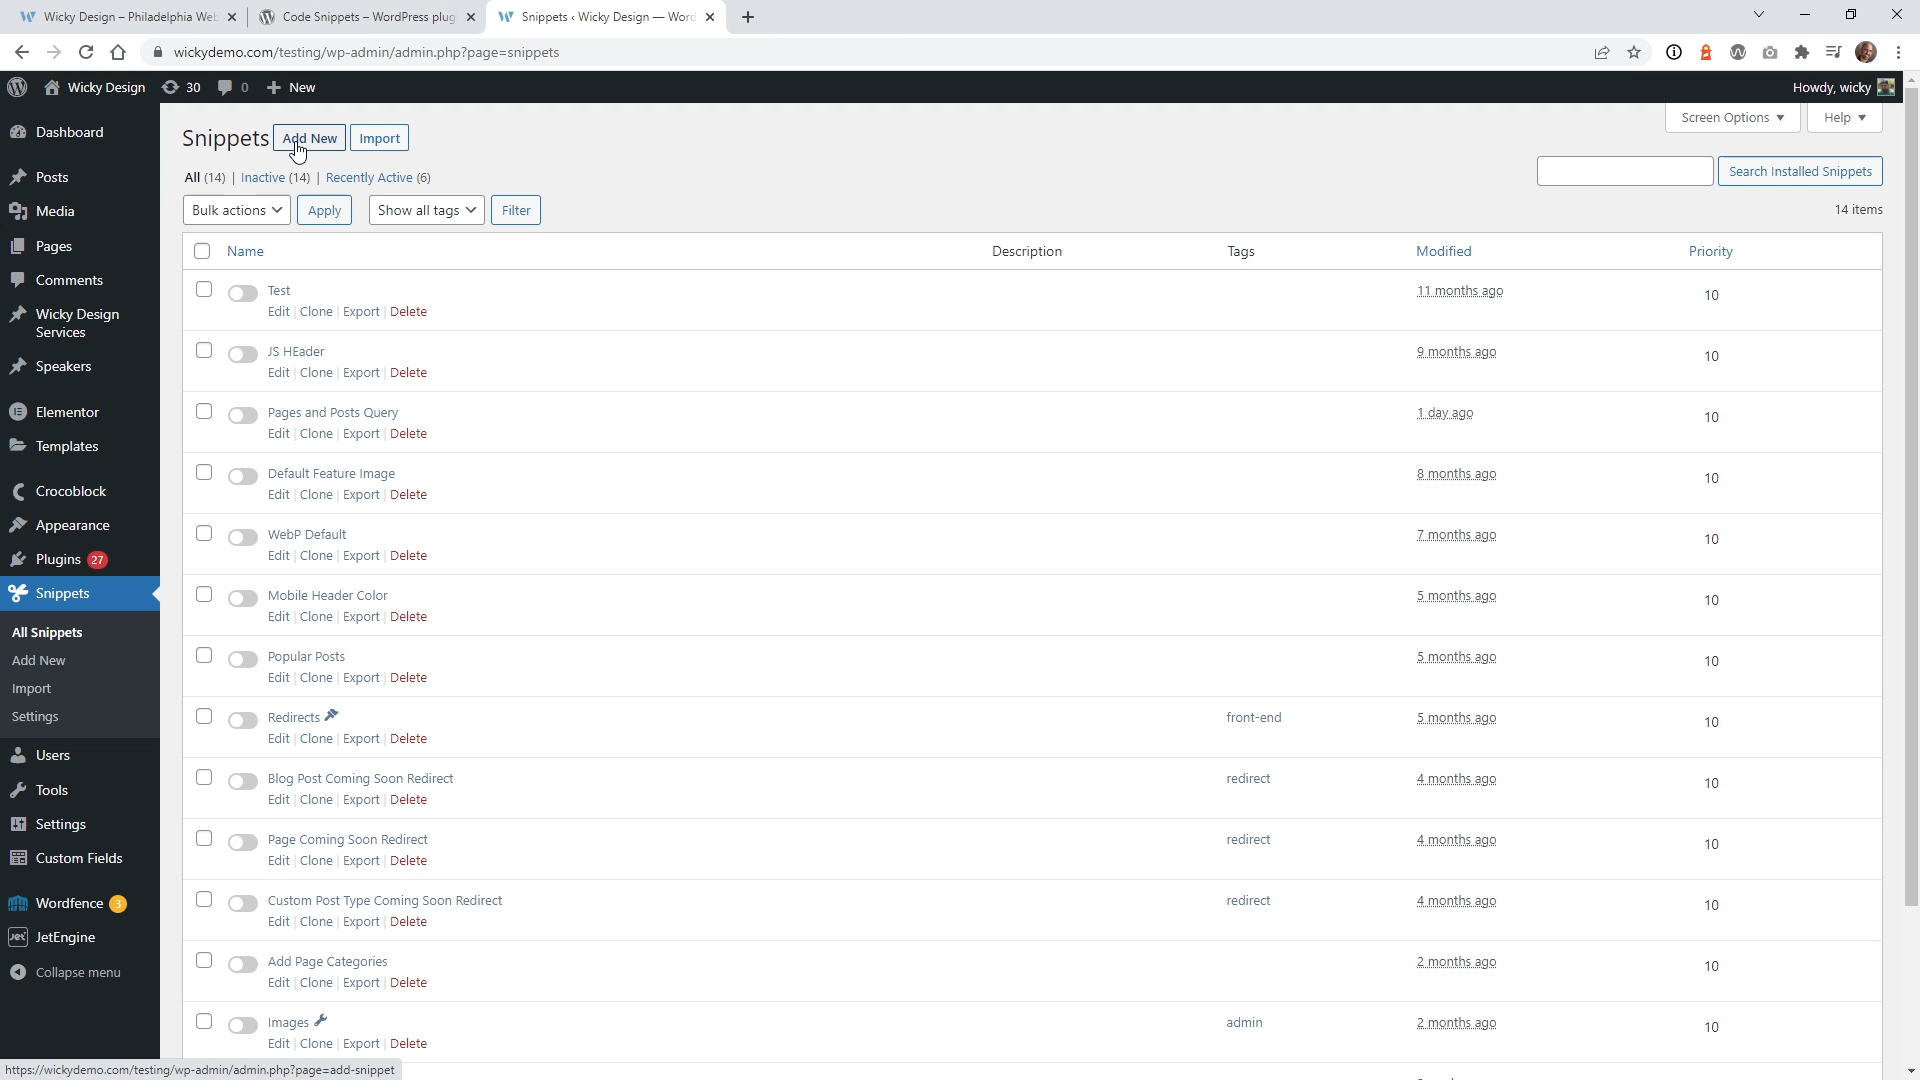 Wicky Design – Philadelphia Web
Code Snippets – WordPress plug
Snippets ‹ Wicky Design — Word
wickydemo.com/testing/wp-admin/admin.php?page=snippets
Wicky Design
30
0
New
Howdy, wicky
Dashboard
Posts
Media
Pages
Comments
Wicky Design
Services
Speakers
Elementor
Templates
Crocoblock
Appearance
Plugins 27
Snippets
All Snippets
Add New
Import
Settings
Users
Tools
Settings
Custom Fields
Wordfence 3
JetEngine
Collapse menu
Snippets Add New Import
Screen Options Help
All (14) | Inactive (14) | Recently Active (6)
Search Installed Snippets
Bulk actions Apply Show all tags Filter
14 items
Name Description Tags Modified Priority
Test 11 months ago 10
Edit | Clone | Export | Delete
JS HEader 9 months ago 10
Edit | Clone | Export | Delete
Pages and Posts Query 1 day ago 10
Edit | Clone | Export | Delete
Default Feature Image 8 months ago 10
Edit | Clone | Export | Delete
WebP Default 7 months ago 10
Edit | Clone | Export | Delete
Mobile Header Color 5 months ago 10
Edit | Clone | Export | Delete
Popular Posts 5 months ago 10
Edit | Clone | Export | Delete
Redirects front-end 5 months ago 10
Edit | Clone | Export | Delete
Blog Post Coming Soon Redirect redirect 4 months ago 10
Edit | Clone | Export | Delete
Page Coming Soon Redirect redirect 4 months ago 10
Edit | Clone | Export | Delete
Custom Post Type Coming Soon Redirect redirect 4 months ago 10
Edit | Clone | Export | Delete
Add Page Categories 2 months ago 10
Edit | Clone | Export | Delete
Images admin 2 months ago 10
Edit | Clone | Export | Delete
https://wickydemo.com/testing/wp-admin/admin.php?page=add-snippet